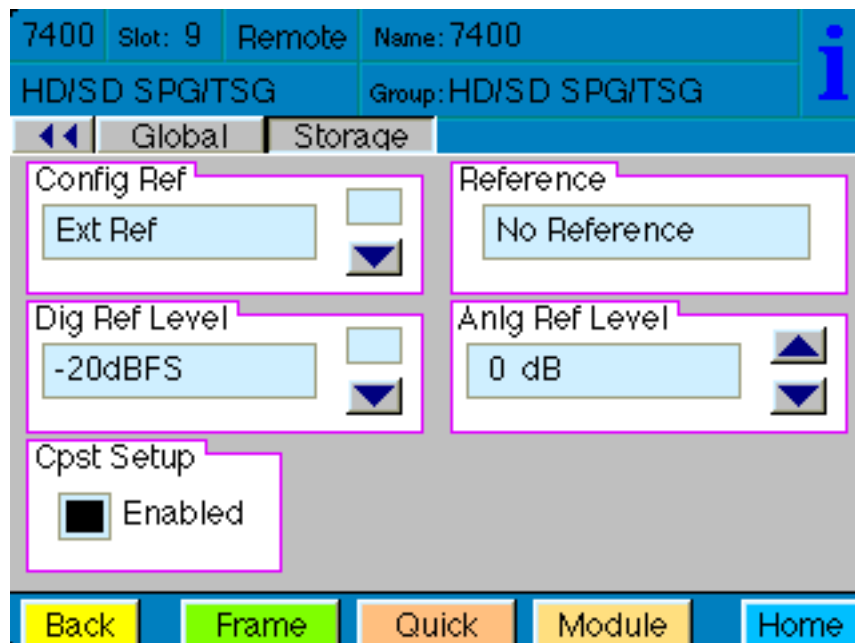 7400 Slot: 9 Remote Name: 7400
HD/SD SPG/TSG Group: HD/SD SPG/TSG
i
Global Storage
Config Ref Reference
Ext Ref No Reference
Dig Ref Level Anlg Ref Level
-20dBFS 0 dB
Cpst Setup
Enabled
Back Frame Quick Module Home